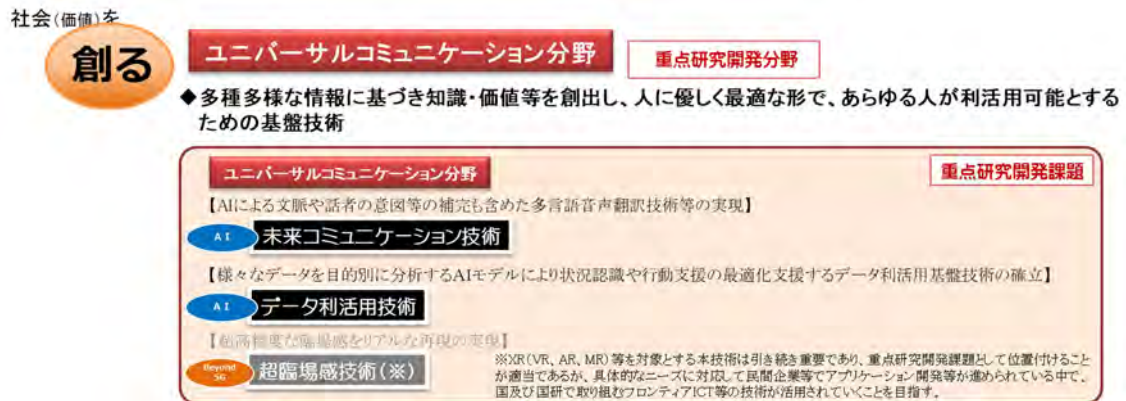 社会(価値)を
創る
ユニバーサルコミュニケーション分野
重点研究開発分野
◆多種多様な情報に基づき知識・価値等を創出し、人に優しく最適な形で、あらゆる人が利活用可能とする
ための基盤技術
ユニバーサルコミュニケーション分野
重点研究開発課題
【AIによる文脈や話者の意図等の補完も含めた多言語音声翻訳技術等の実現】
AI
未来コミュニケーション技術
【様々なデータを目的別に分析するAIモデルにより状況認識や行動支援の最適化支援するデータ利活用基盤技術の確立】
AI
データ利活用技術
【超高精度な臨場感をリアルな再現の実現】
Beyond
5G
超臨場感技術(※)
※XR(VR, AR, MR)等を対象とする本技術は引き続き重要であり、重点研究開発課題として位置付けること
が適当であるが、具体的なニーズに対応して民間企業等でアプリケーション開発等が進められている中で、
国及び国研で取り組むフロンティアICT等の技術が活用されていくことを目指す。